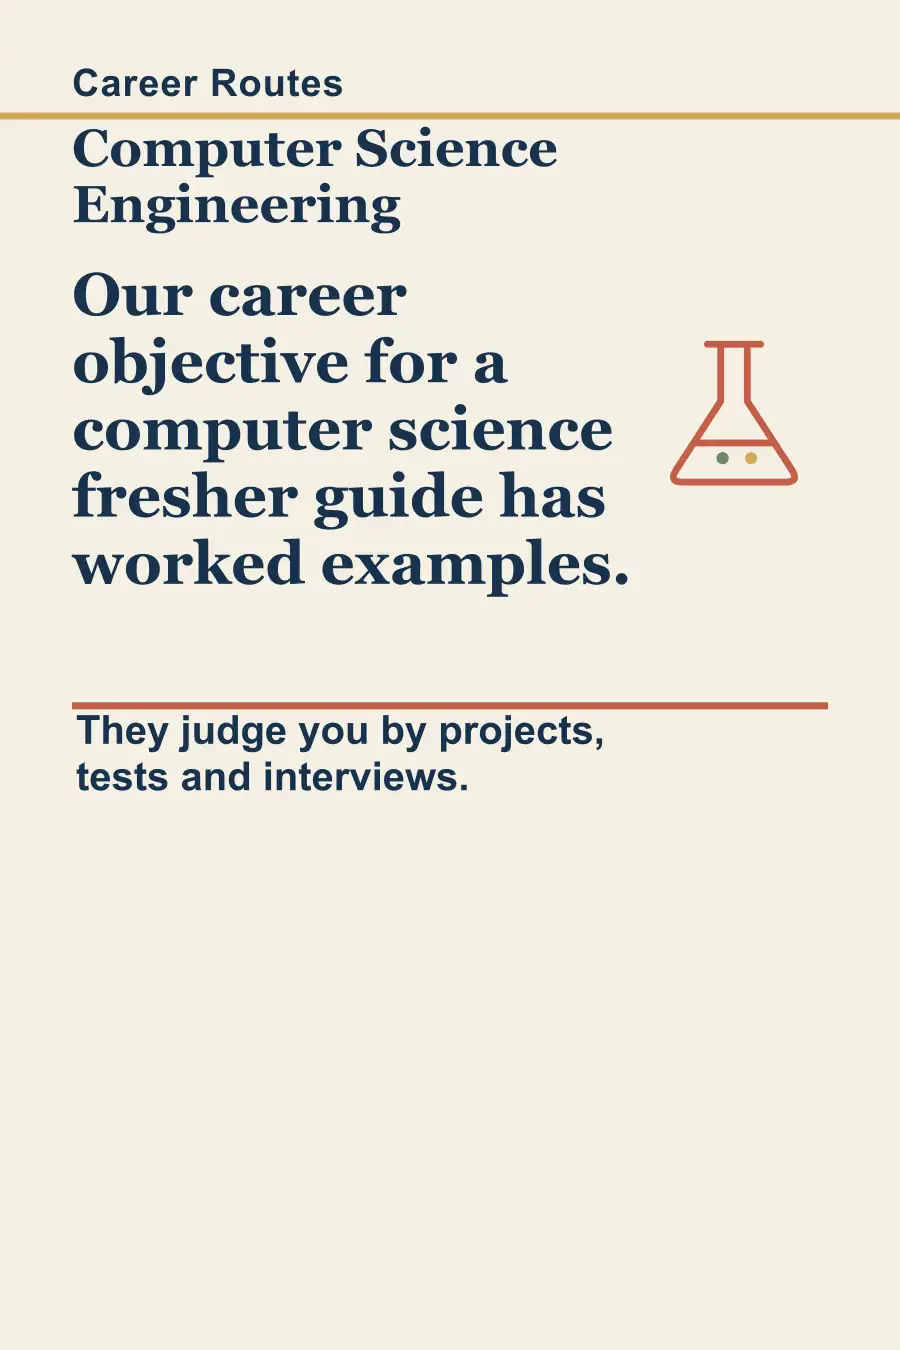 Career Routes
Computer Science
Engineering
Our career
objective for a
computer science
fresher guide has
worked examples.
They judge you by projects,
tests and interviews.